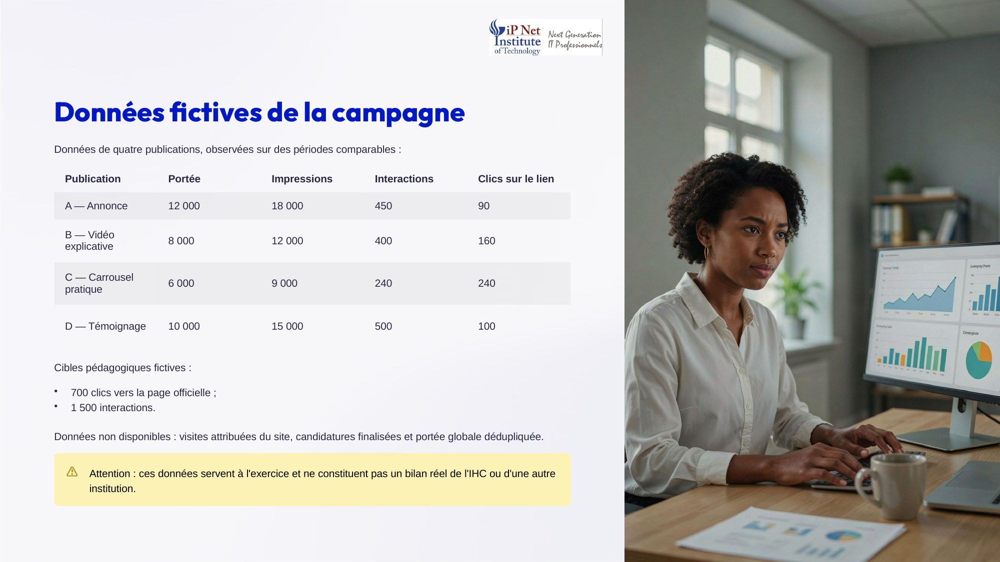 iP Net
Institute
of Technology
Next Generation
IT Professionnels
Données fictives de la campagne
Données de quatre publications, observées sur des périodes comparables :
Publication Portée Impressions Interactions Clics sur le lien
A — Annonce 12 000 18 000 450 90
B — Vidéo
explicative 8 000 12 000 400 160
C — Carrousel
pratique 6 000 9 000 240 240
D — Témoignage 10 000 15 000 500 100
Cibles pédagogiques fictives :
• 700 clics vers la page officielle ;
• 1 500 interactions.
Données non disponibles : visites attribuées du site, candidatures finalisées et portée globale dédupliquée.
Attention : ces données servent à l'exercice et ne constituent pas un bilan réel de l'IHC ou d'une autre
institution.